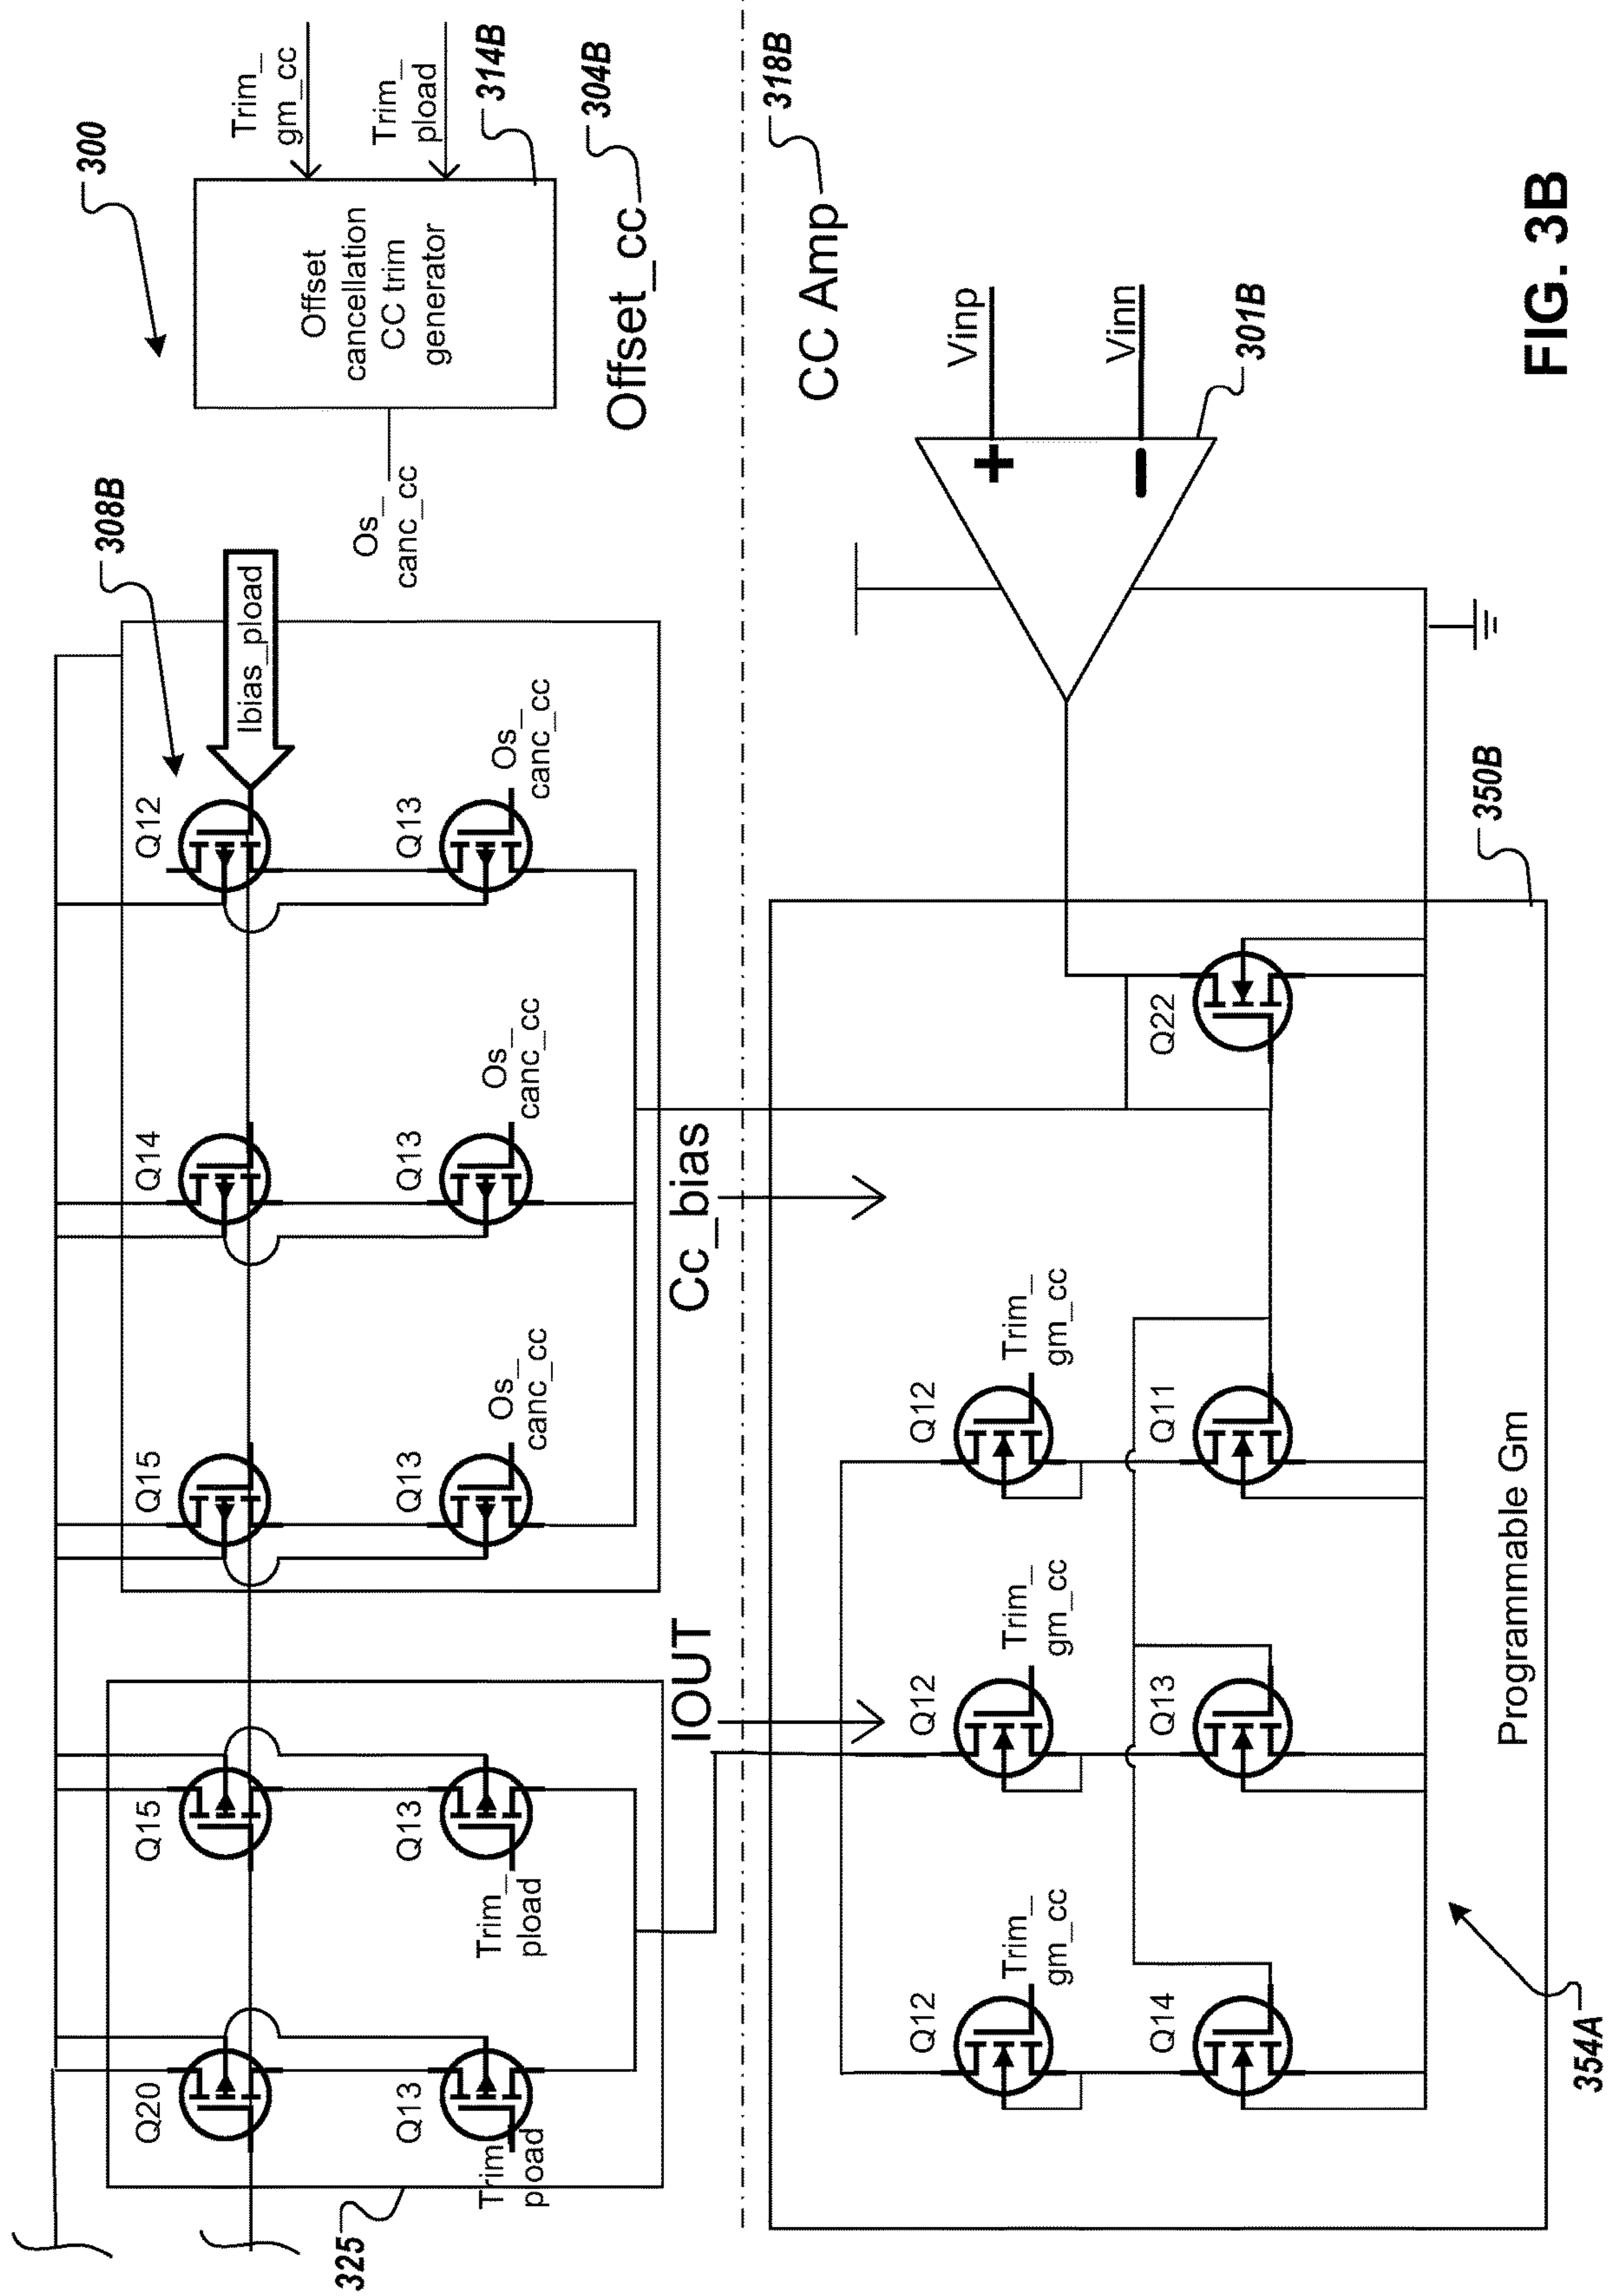 300
Trim_
gm_cc
Trim_
pload
314B
Offset
cancellation
CC trim
generator
Offset_cc
304B
Os_
canc_cc
308B
Ibias_pload
Q20
Q15
Q15
Q14
Q12
Q13
Trim_
pload
Q13
Trim_
pload
Q13
Os_
canc_cc
Q13
Os_
canc_cc
Q13
Os_
canc_cc
325
IOUT
Cc_bias
CC Amp
318B
Vinp
Vinn
+
−
301B
Q12
Trim_
gm_cc
Q12
Trim_
gm_cc
Q12
Trim_
gm_cc
Q14
Q13
Q11
Q22
350B
Programmable Gm
354A
FIG. 3B